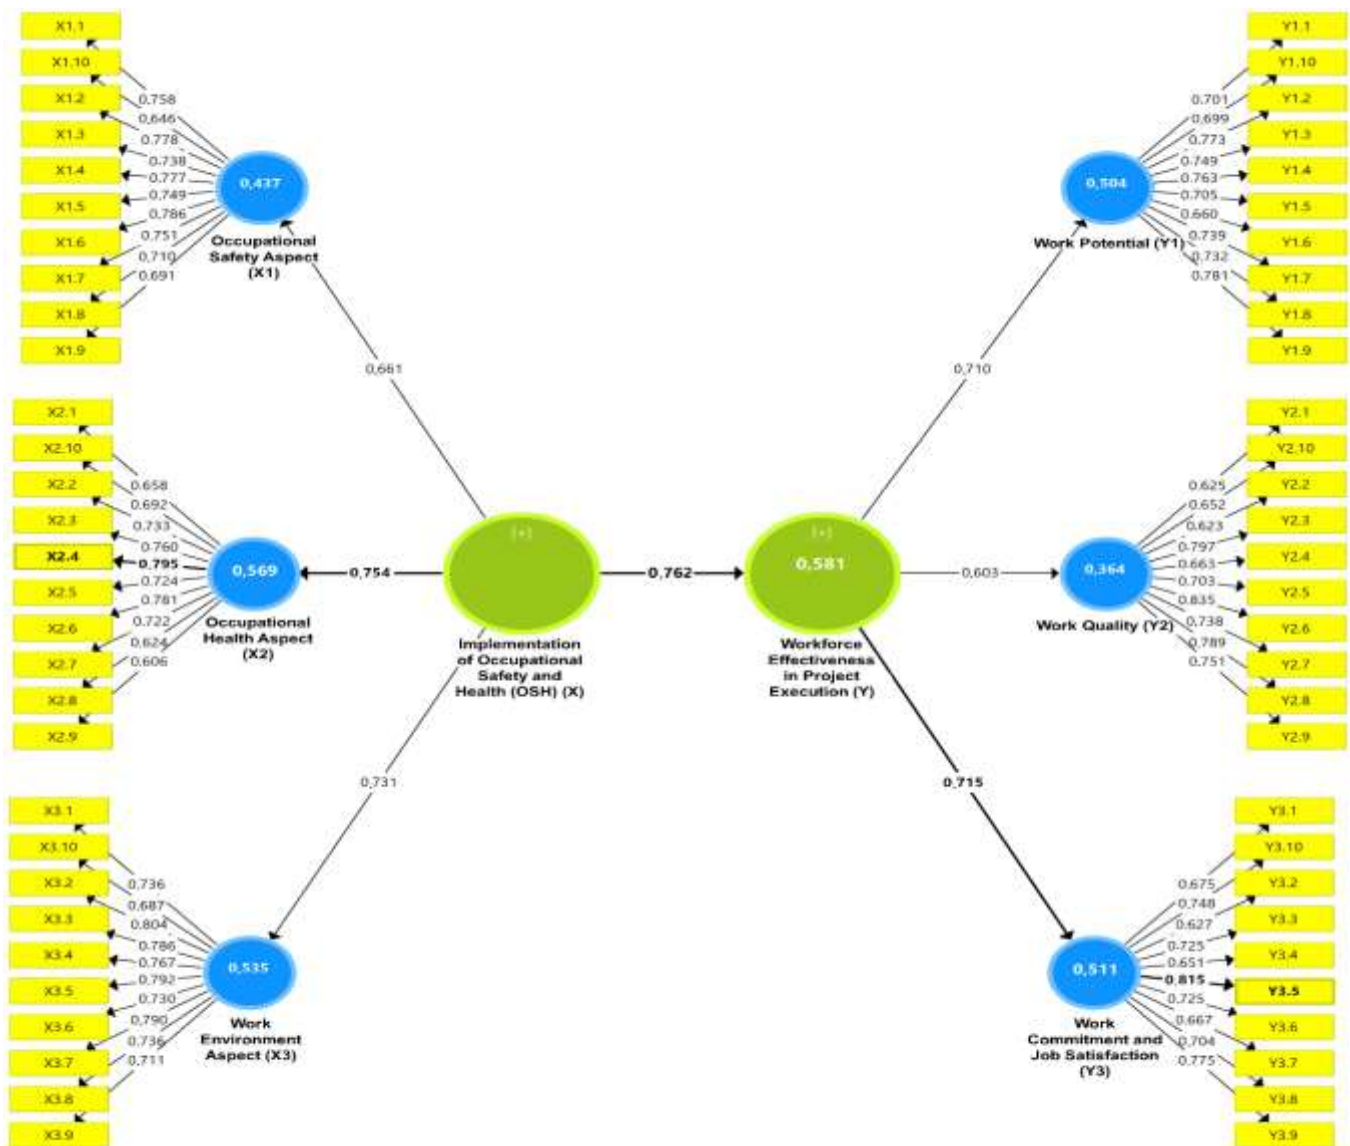 X1.1
X1.10
X1.2
X1.3
X1.4
X1.5
X1.6
X1.7
X1.8
X1.9
0,758
0,646
0,778
0,738
0,777
0,749
0,786
0,751
0,710
0,691
0,437
Occupational
Safety Aspect
(X1)
0,661
X2.1
X2.10
X2.2
X2.3
X2.4
X2.5
X2.6
X2.7
X2.8
X2.9
0,658
0,692
0,733
0,760
0,795
0,724
0,781
0,722
0,624
0,606
0,569
Occupational
Health Aspect
(X2)
0,754
X3.1
X3.10
X3.2
X3.3
X3.4
X3.5
X3.6
X3.7
X3.8
X3.9
0,736
0,687
0,804
0,786
0,767
0,792
0,730
0,790
0,736
0,711
0,535
Work
Environment
Aspect (X3)
0,731
[+]
Implementation
of Occupational
Safety and
Health (OSH) (X)
0,762
[+]
0,581
Workforce
Effectiveness
in Project
Execution (Y)
0,710
0,504
Work Potential (Y1)
0,701
0,699
0,773
0,749
0,763
0,705
0,660
0,739
0,732
0,781
Y1.1
Y1.10
Y1.2
Y1.3
Y1.4
Y1.5
Y1.6
Y1.7
Y1.8
Y1.9
0,603
0,364
Work Quality (Y2)
0,625
0,652
0,623
0,797
0,663
0,703
0,835
0,738
0,789
0,751
Y2.1
Y2.10
Y2.2
Y2.3
Y2.4
Y2.5
Y2.6
Y2.7
Y2.8
Y2.9
0,715
0,511
Work
Commitment and
Job Satisfaction
(Y3)
0,675
0,748
0,627
0,725
0,651
0,815
0,725
0,667
0,704
0,775
Y3.1
Y3.10
Y3.2
Y3.3
Y3.4
Y3.5
Y3.6
Y3.7
Y3.8
Y3.9